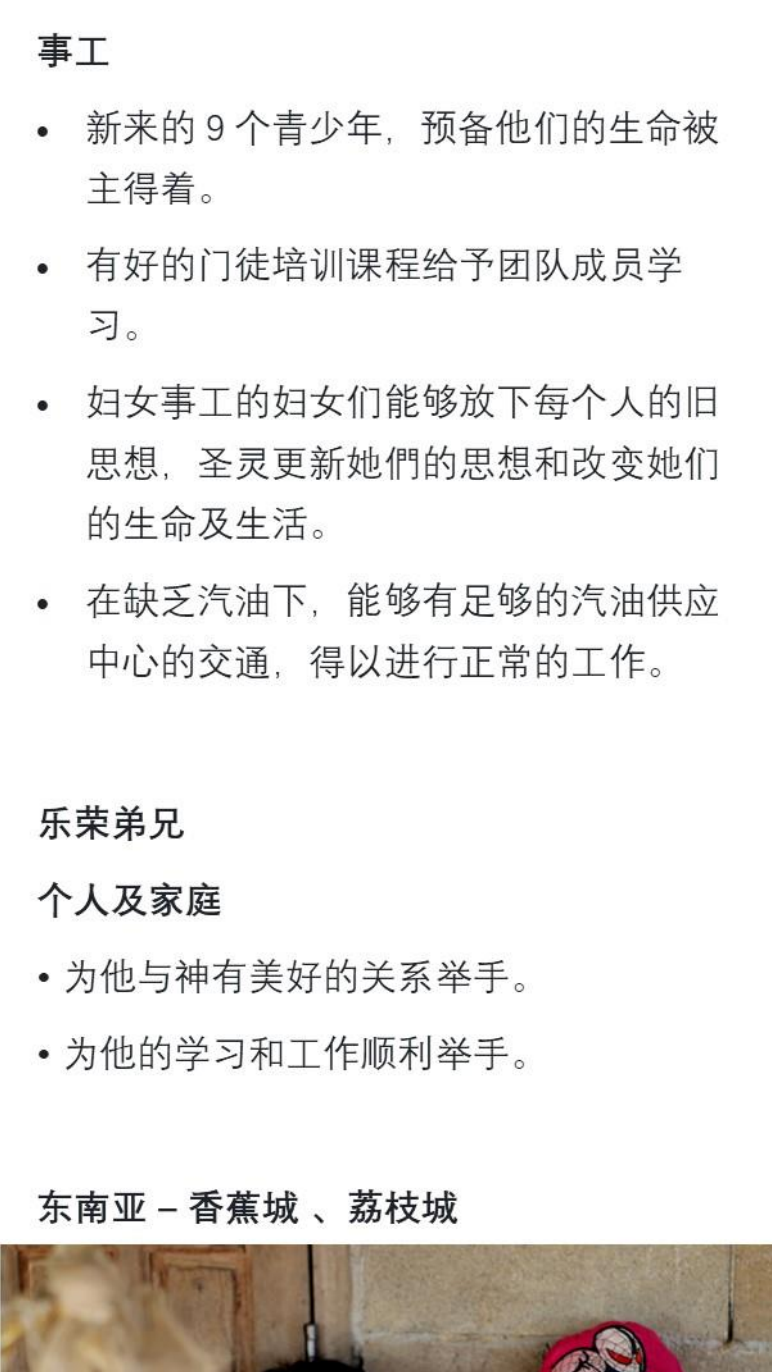 事工
• 新来的 9 个青少年，预备他们的生命被
主得着。
• 有好的门徒培训课程给予团队成员学
习。
• 妇女事工的妇女们能够放下每个人的旧
思想，圣灵更新她們的思想和改变她们
的生命及生活。
• 在缺乏汽油下，能够有足够的汽油供应
中心的交通，得以进行正常的工作。
乐荣弟兄
个人及家庭
• 为他与神有美好的关系举手。
• 为他的学习和工作顺利举手。
东南亚 – 香蕉城 、荔枝城